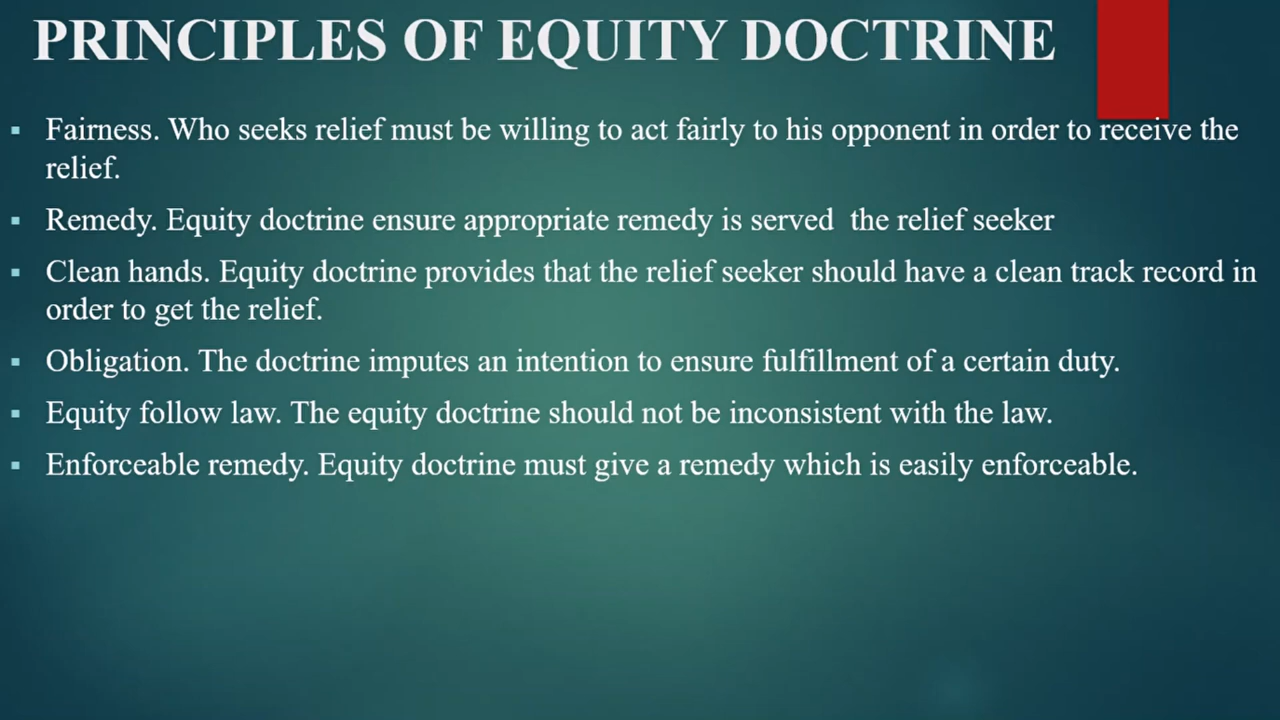 PRINCIPLES OF EQUITY DOCTRINE
▪ Fairness. Who seeks relief must be willing to act fairly to his opponent in order to receive the
relief.
▪ Remedy. Equity doctrine ensure appropriate remedy is served  the relief seeker
▪ Clean hands. Equity doctrine provides that the relief seeker should have a clean track record in
order to get the relief.
▪ Obligation. The doctrine imputes an intention to ensure fulfillment of a certain duty.
▪ Equity follow law. The equity doctrine should not be inconsistent with the law.
▪ Enforceable remedy. Equity doctrine must give a remedy which is easily enforceable.